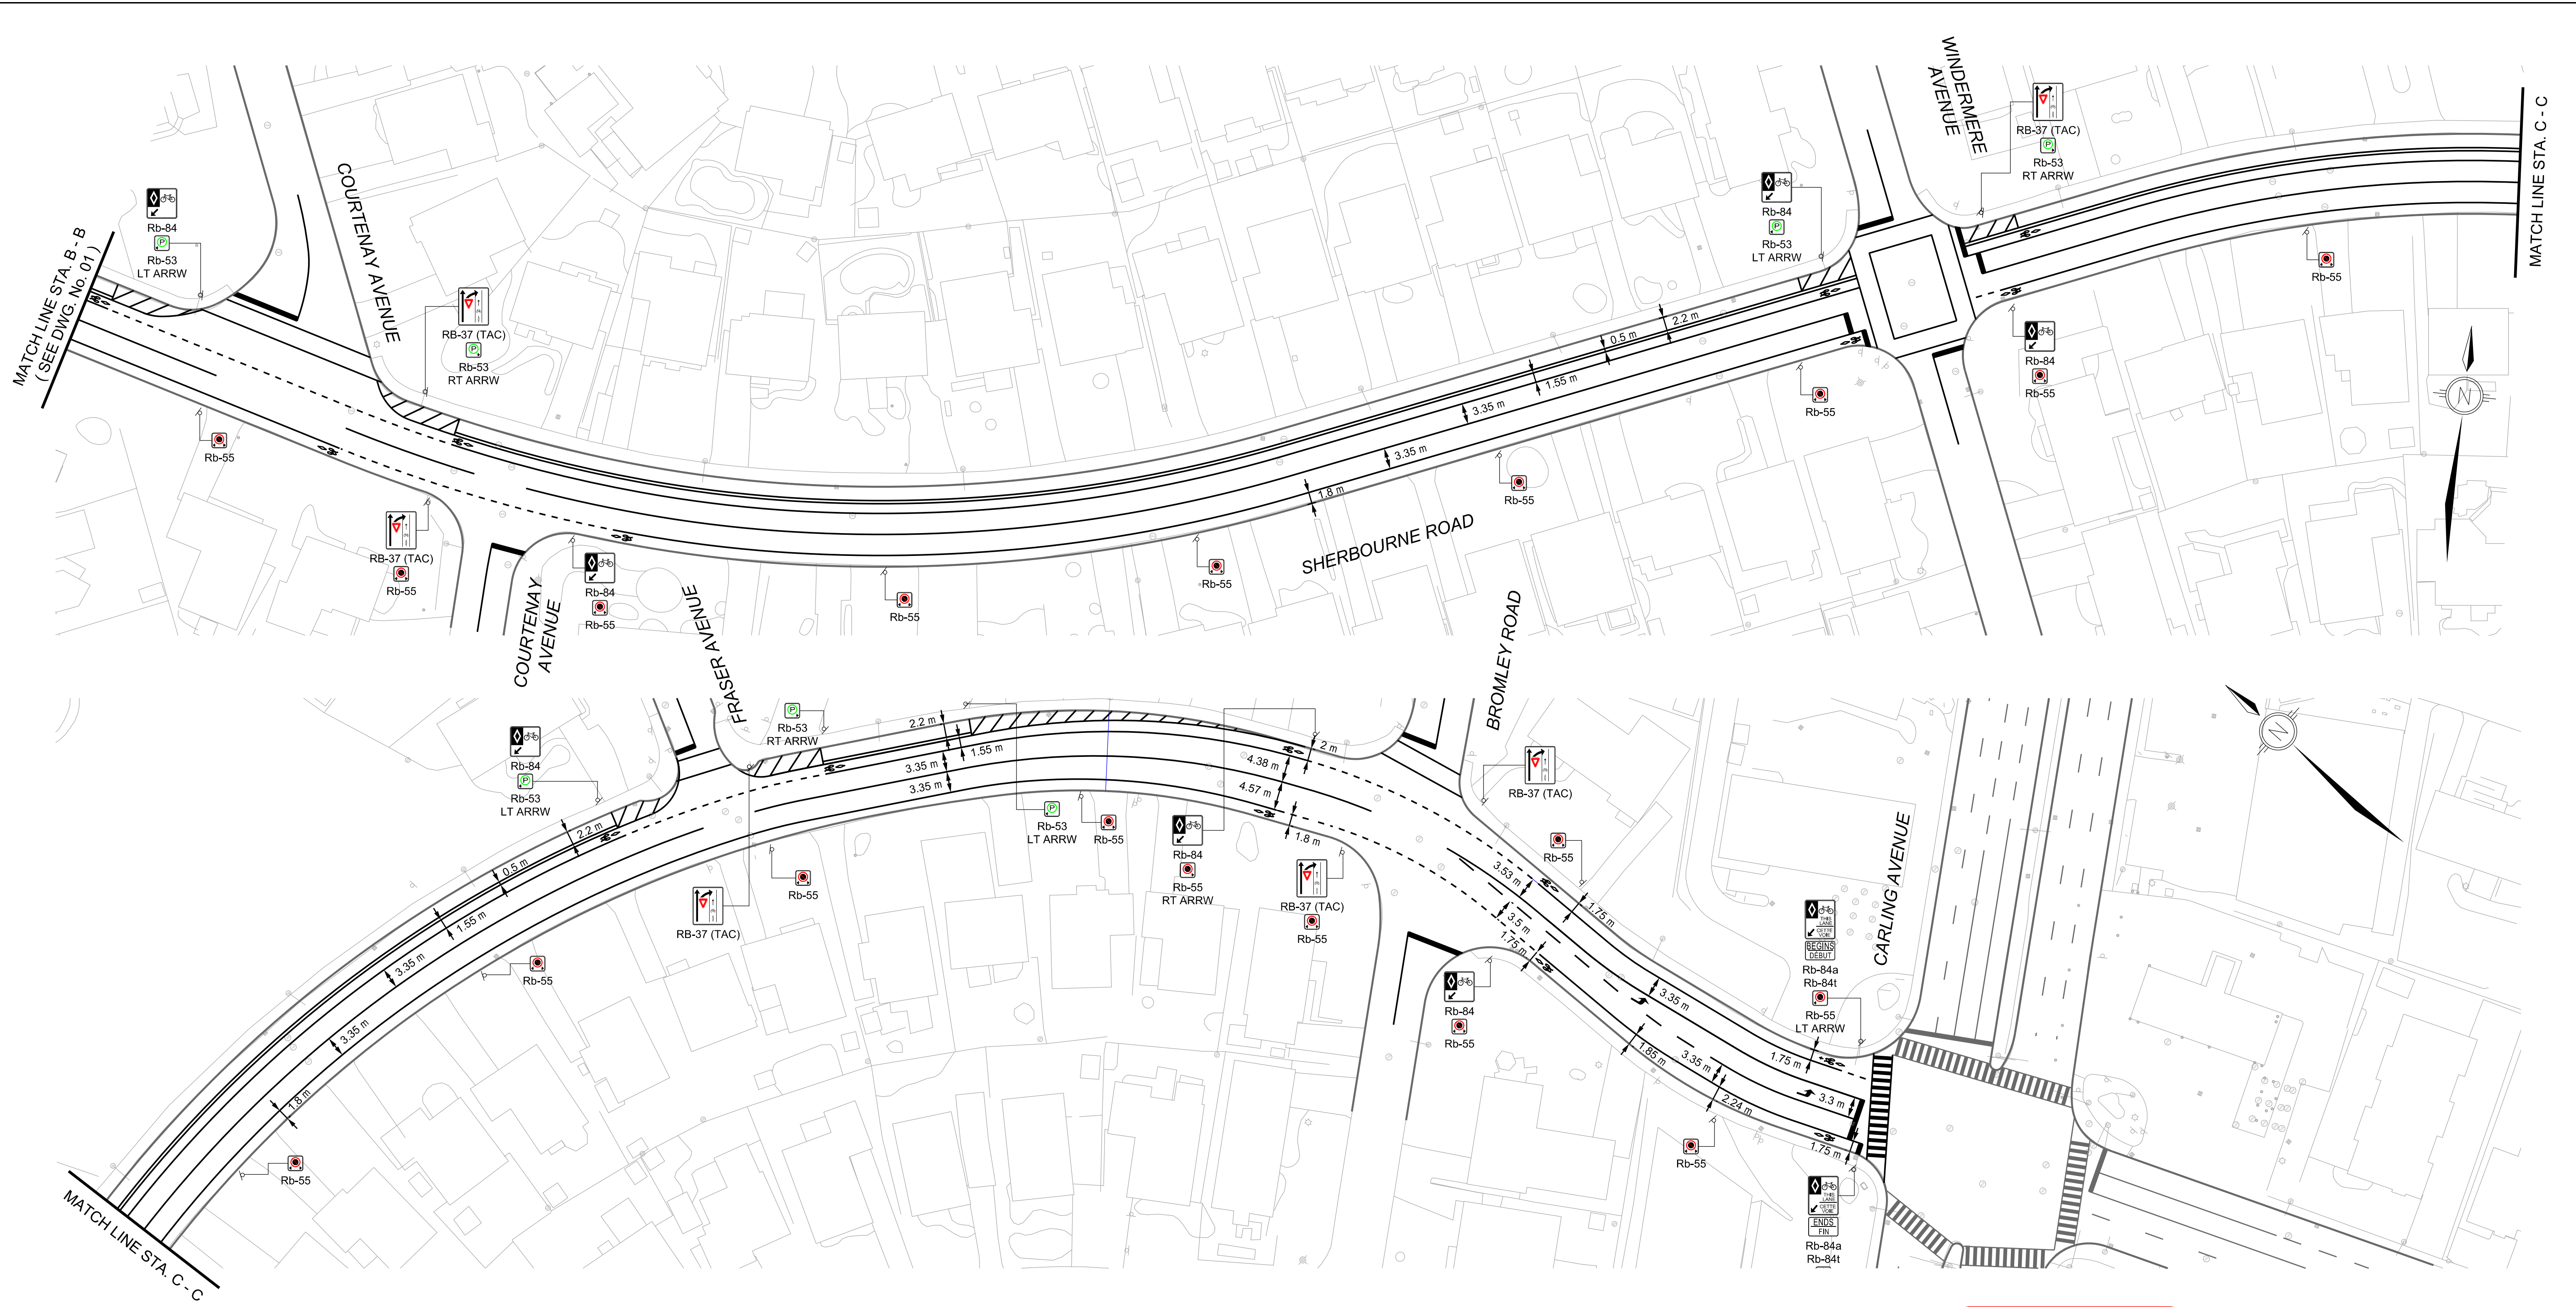 WINDERMERE
AVENUE
RB-37 (TAC)
P
Rb-53
RT ARRW
MATCH LINE STA. C - C
COURTENAY AVENUE
Rb-84
P
Rb-53
LT ARRW
MATCH LINE STA. B - B
( SEE DWG. No. 01 )
RB-37 (TAC)
P
Rb-53
RT ARRW
Rb-84
P
Rb-53
LT ARRW
2.2 m
0.5 m
1.55 m
3.35 m
3.35 m
1.8 m
Rb-55
Rb-84
Rb-55
N
Rb-55
Rb-55
Rb-55
RB-37 (TAC)
Rb-55
Rb-84
Rb-55
Rb-55
Rb-55
SHERBOURNE ROAD
COURTENAY
AVENUE
FRASER AVENUE
BROMLEY ROAD
Rb-84
P
Rb-53
LT ARRW
P
Rb-53
RT ARRW
2.2 m
1.55 m
3.35 m
3.35 m
2 m
4.38 m
4.57 m
1.8 m
2.2 m
0.5 m
1.55 m
3.35 m
3.35 m
1.8 m
RB-37 (TAC)
Rb-55
P
Rb-53
LT ARRW
Rb-55
Rb-84
Rb-55
RT ARRW
RB-37 (TAC)
Rb-55
RB-37 (TAC)
Rb-55
N
3.53 m
3.5 m
1.75 m
1.75 m
CARLING AVENUE
THIS
LANE
CETTE
VOIE
BEGINS
DÉBUT
Rb-84a
Rb-84t
Rb-55
LT ARRW
Rb-84
Rb-55
3.35 m
1.85 m
3.35 m
1.75 m
2.24 m
3.3 m
1.75 m
Rb-55
Rb-55
Rb-55
THIS
LANE
CETTE
VOIE
ENDS
FIN
Rb-84a
Rb-84t
MATCH LINE STA. C - C